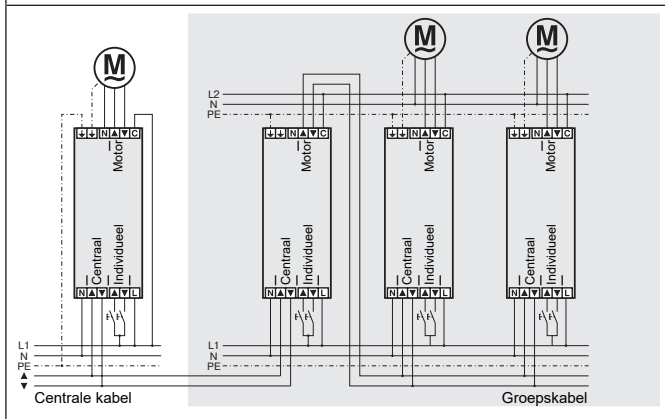 M
M
M
L2
N
PE
N ▲ ▼ C
Motor
Centraal
Individueel
N ▲ ▼ ▲ ▼ L
N ▲ ▼ C
Motor
Centraal
Individueel
N ▲ ▼ ▲ ▼ L
N ▲ ▼ C
Motor
Centraal
Individueel
N ▲ ▼ ▲ ▼ L
N ▲ ▼ C
Motor
Centraal
Individueel
N ▲ ▼ ▲ ▼ L
L1
N
PE
▲
▼
Centrale kabel
L1
N
PE
Groepskabel